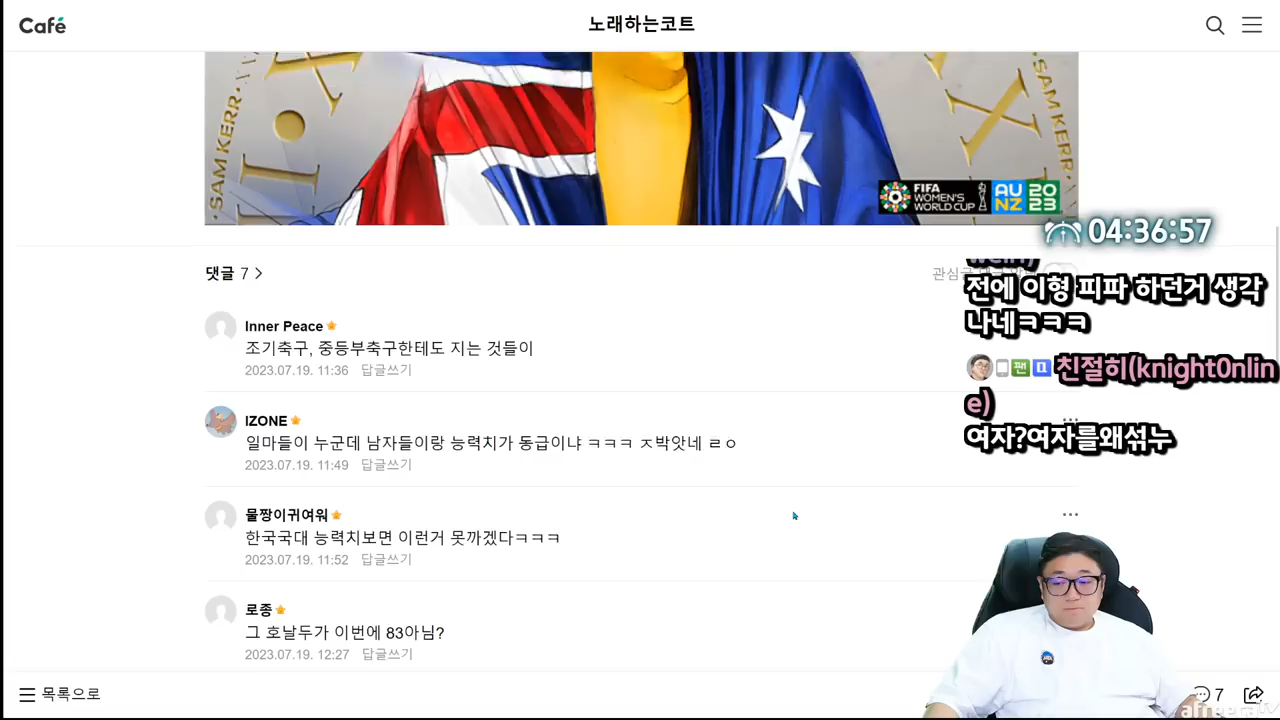 Café
노래하는코트
SAM KERR
SAM KERR
FIFA
WOMEN'S
WORLD CUP
AU
NZ
20
23
04:36:57
댓글 7
Inner Peace
조기축구, 중등부축구한테도 지는 것들이
2023.07.19. 11:36 답글쓰기
IZONE
일마들이 누군데 남자들이랑 능력치가 동급이냐 ㅋㅋㅋ ㅈ박앗네 ㄹㅇ
2023.07.19. 11:49 답글쓰기
물짱이귀여워
한국국대 능력치보면 이런거 못까겠다ㅋㅋㅋ
2023.07.19. 11:52 답글쓰기
로종
그 호날두가 이번에 83아님?
2023.07.19. 12:27 답글쓰기
전에 이형 피파 하던거 생각
나네ㅋㅋㅋ
팬 친절히(knight0nlin
e)
여자?여자를왜섞누
목록으로
7
afreecaTV